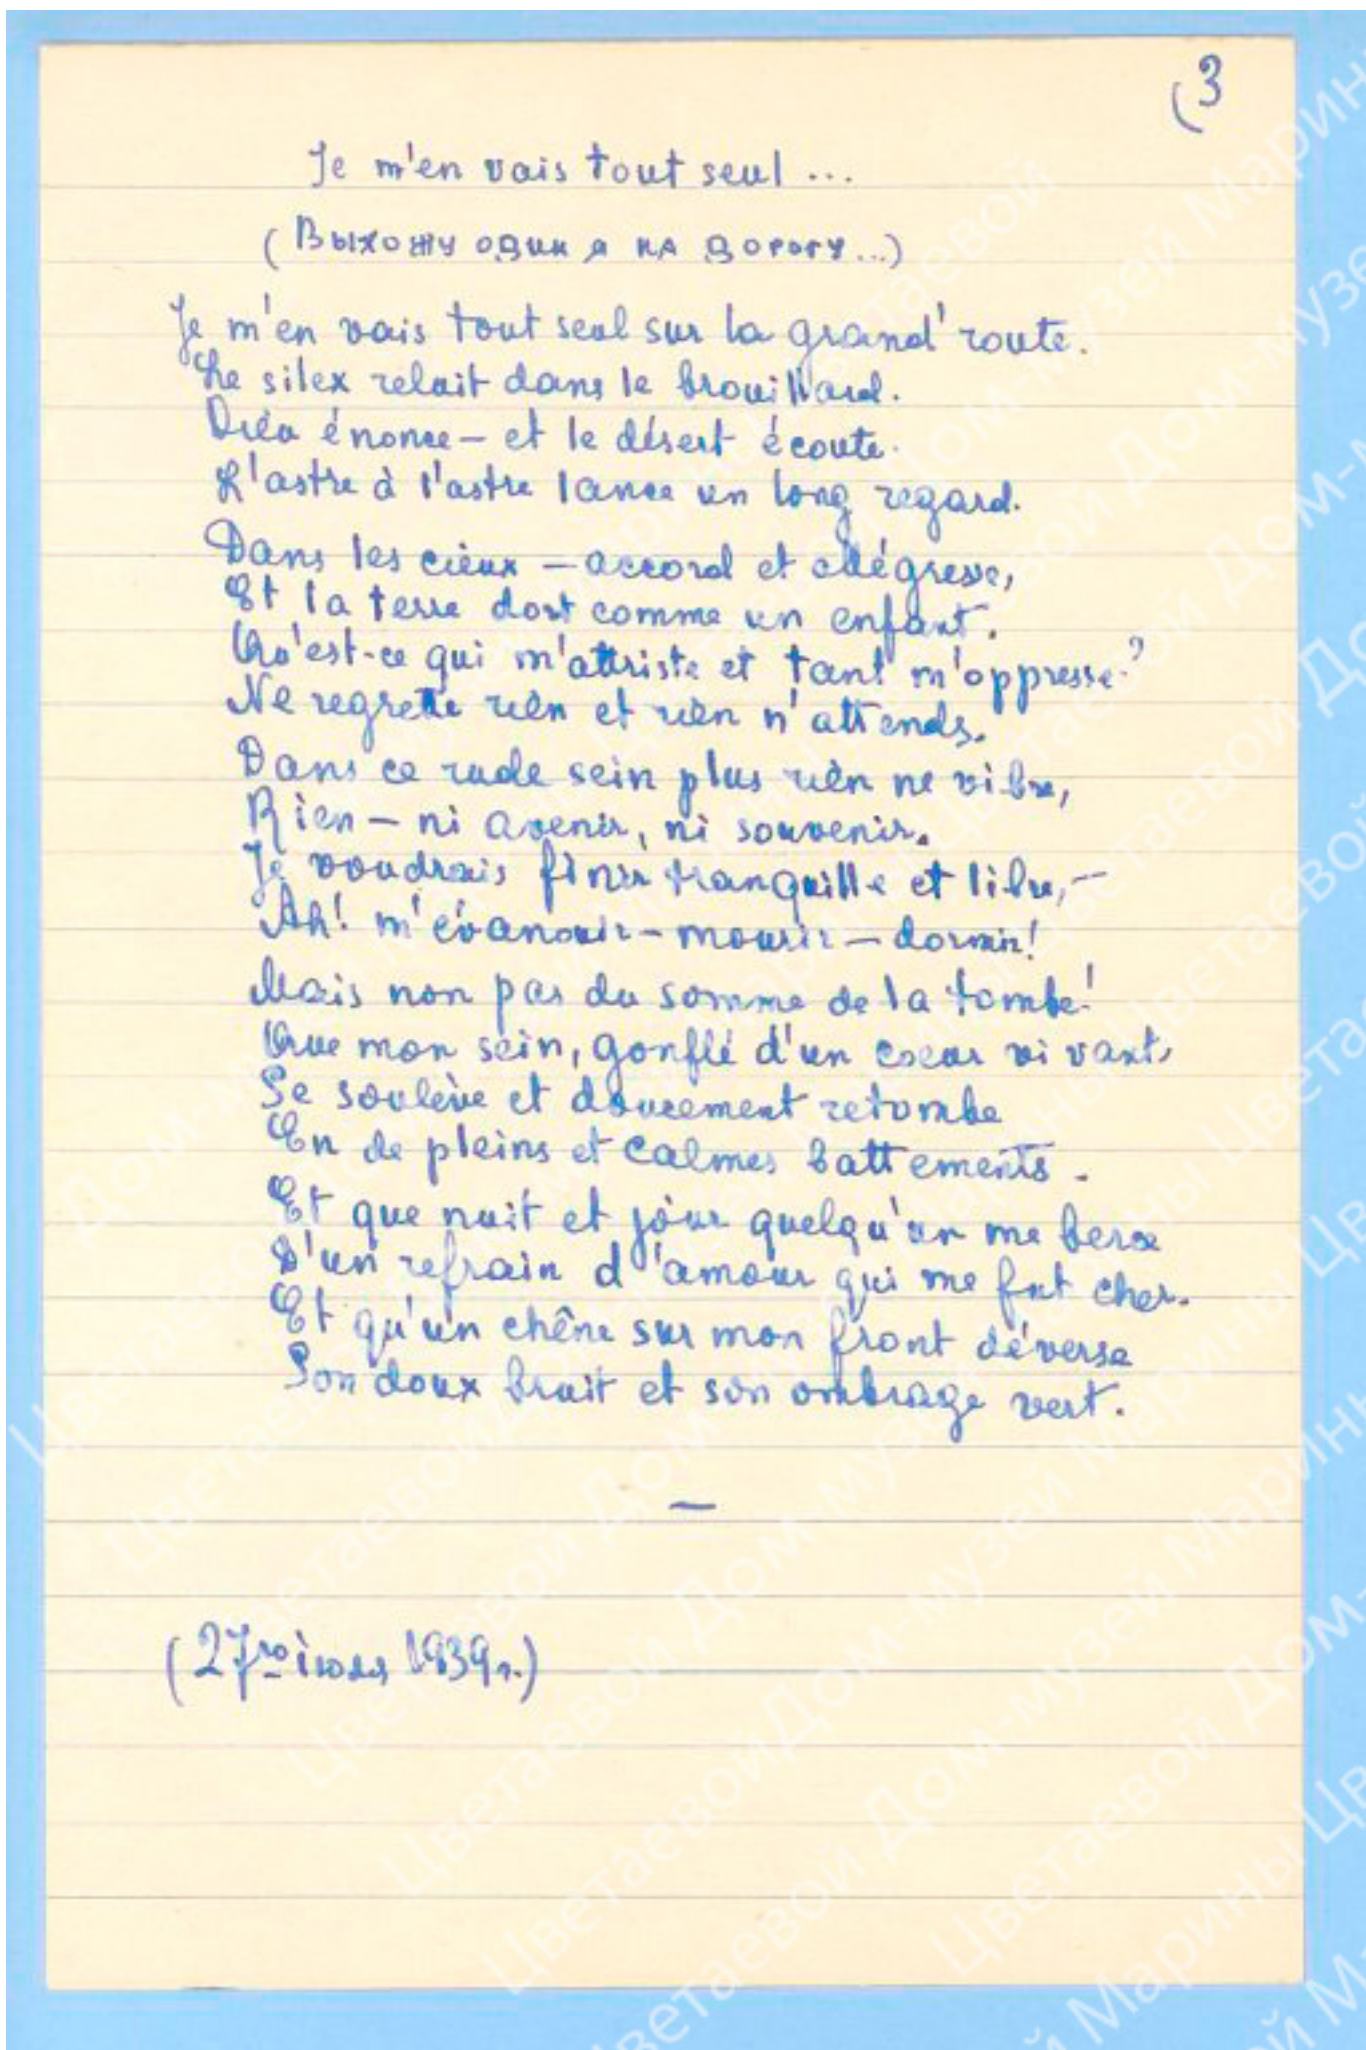 (3
Je m'en vais tout seul ...
(Выхожу один я на дорогу...)
Je m'en vais tout seul sur la grand' route.
Le silex reluit dans le brouillard.
Dieu énonce – et le désert écoute.
L'astre à l'astre lance un long regard.
Dans les cieux – accord et allégresse,
Et la terre dort comme un enfant.
Qu'est-ce qui m'attriste et tant m'oppresse?
Ne regrette rien et rien n'attends.
Dans ce rude sein plus rien ne vibre,
Rien – ni avenir, ni souvenir.
Je voudrais finir tranquille et libre, –
Ah! m'évanouir – mourir – dormir!
Mais non pas du somme de la tombe!
Que mon sein, gonflé d'un coeur vivant,
Se soulève et doucement retombe
En de pleins et calmes battements.
Et que nuit et jour quelqu'un me berce
D'un refrain d'amour qui me fut cher.
Et qu'un chêne sur mon front déverse
Son doux bruit et son ombrage vert.
—
(27го июля 1939г.)
Дом-музей Марины Цветаевой